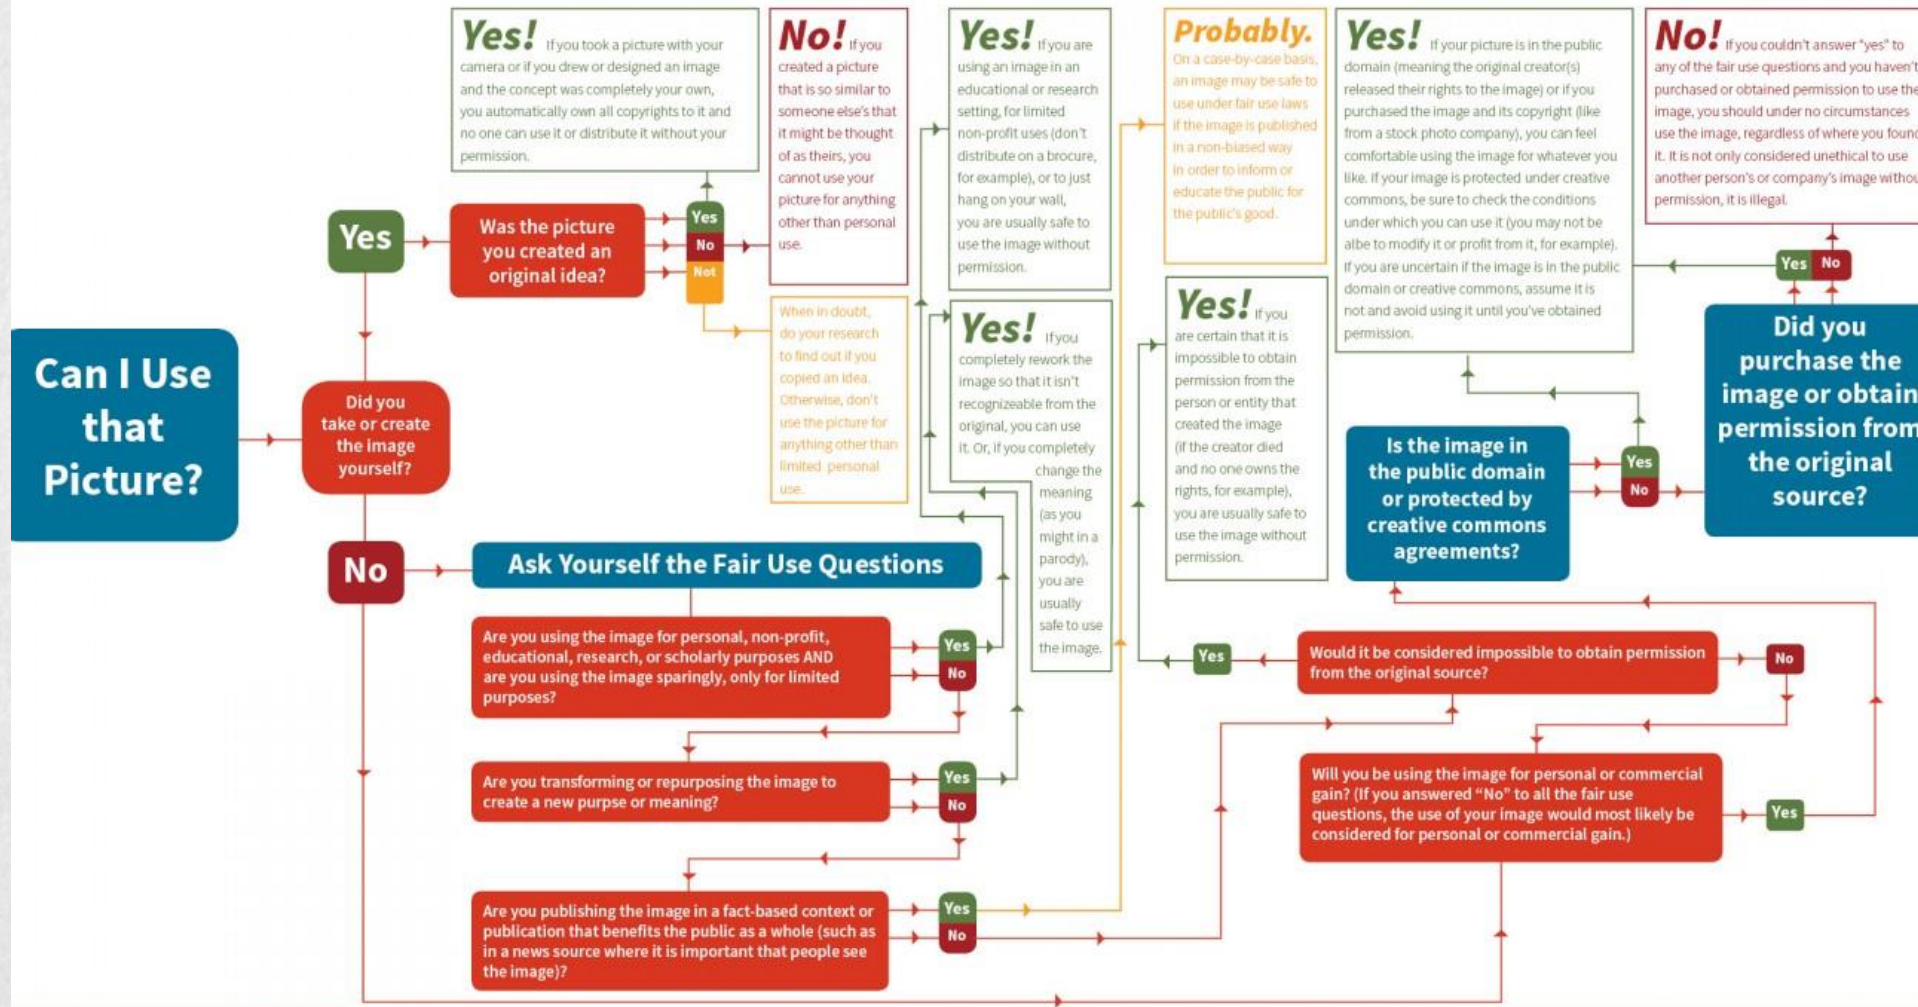 Can I Use
that
Picture?
Did you
take or create
the image
yourself?
Yes
No
Was the picture
you created an
original idea?
Yes
No
Not
Yes! If you took a picture with your
camera or if you drew or designed an image
and the concept was completely your own,
you automatically own all copyrights to it and
no one can use it or distribute it without your
permission.
No! If you
created a picture
that is so similar to
someone else's that
it might be thought
of as theirs, you
cannot use your
picture for anything
other than personal
use.
When in doubt,
do your research
to find out if you
copied an idea.
Otherwise, don't
use the picture for
anything other than
limited personal
use.
Ask Yourself the Fair Use Questions
Are you using the image for personal, non-profit,
educational, research, or scholarly purposes AND
are you using the image sparingly, only for limited
purposes?
Yes
No
Are you transforming or repurposing the image to
create a new purpse or meaning?
Yes
No
Are you publishing the image in a fact-based context or
publication that benefits the public as a whole (such as
in a news source where it is important that people see
the image)?
Yes
No
Yes! If you are
using an image in an
educational or research
setting, for limited
non-profit uses (don't
distribute on a brocure,
for example), or to just
hang on your wall,
you are usually safe to
use the image without
permission.
Yes! If you
completely rework the
image so that it isn't
recognizeable from the
original, you can use
it. Or, if you completely
change the
meaning
(as you
might in a
parody),
you are
usually
safe to use
the image.
Probably.
On a case-by-case basis,
an image may be safe to
use under fair use laws
if the image is published
in a non-biased way
in order to inform or
educate the public for
the public's good.
Yes! If you
are certain that it is
impossible to obtain
permission from the
person or entity that
created the image
(if the creator died
and no one owns the
rights, for example),
you are usually safe to
use the image without
permission.
Yes
Would it be considered impossible to obtain permission
from the original source?
No
Will you be using the image for personal or commercial
gain? (If you answered "No" to all the fair use
questions, the use of your image would most likely be
considered for personal or commercial gain.)
Yes
Is the image in
the public domain
or protected by
creative commons
agreements?
Yes
No
Yes! If your picture is in the public
domain (meaning the original creator(s)
released their rights to the image) or if you
purchased the image and its copyright (like
from a stock photo company), you can feel
comfortable using the image for whatever you
like. If your image is protected under creative
commons, be sure to check the conditions
under which you can use it (you may not be
albe to modify it or profit from it, for example).
If you are uncertain if the image is in the public
domain or creative commons, assume it is
not and avoid using it until you've obtained
permission.
Did you
purchase the
image or obtain
permission from
the original
source?
Yes No
No! If you couldn't answer "yes" to
any of the fair use questions and you haven't
purchased or obtained permission to use the
image, you should under no circumstances
use the image, regardless of where you found
it. It is not only considered unethical to use
another person's or company's image withou
permission, it is illegal.